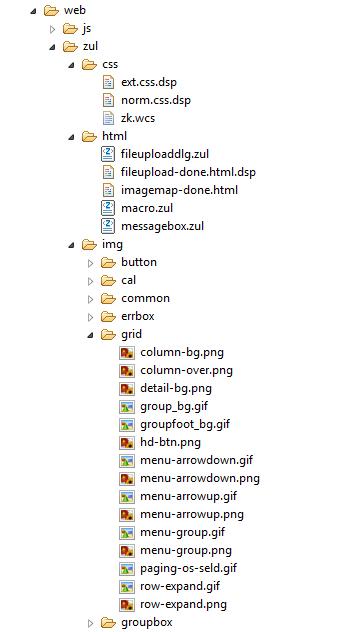 web
js
zul
css
ext.css.dsp
norm.css.dsp
zk.wcs
html
fileuploaddlg.zul
fileupload-done.html.dsp
imagemap-done.html
macro.zul
messagebox.zul
img
button
cal
common
errbox
grid
column-bg.png
column-over.png
detail-bg.png
group_bg.gif
groupfoot_bg.gif
hd-btn.png
menu-arrowdown.gif
menu-arrowdown.png
menu-arrowup.gif
menu-arrowup.png
menu-group.gif
menu-group.png
paging-os-seld.gif
row-expand.gif
row-expand.png
groupbox